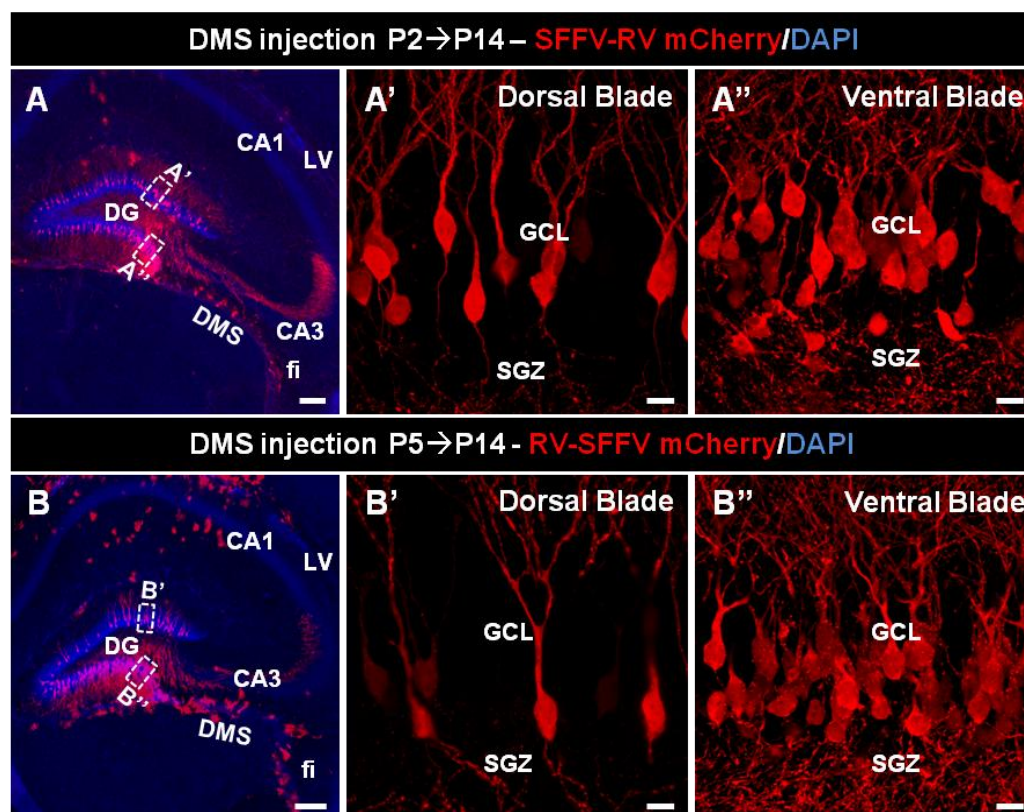 DMS injection P2→P14 – SFFV-RV mCherry/DAPI
A
CA1
LV
A'
DG
A''
DMS
CA3
fi
A' Dorsal Blade
GCL
SGZ
A'' Ventral Blade
GCL
SGZ
DMS injection P5→P14 - RV-SFFV mCherry/DAPI
B
CA1
LV
B'
DG
CA3
B''
DMS
fi
B' Dorsal Blade
GCL
SGZ
B'' Ventral Blade
GCL
SGZ